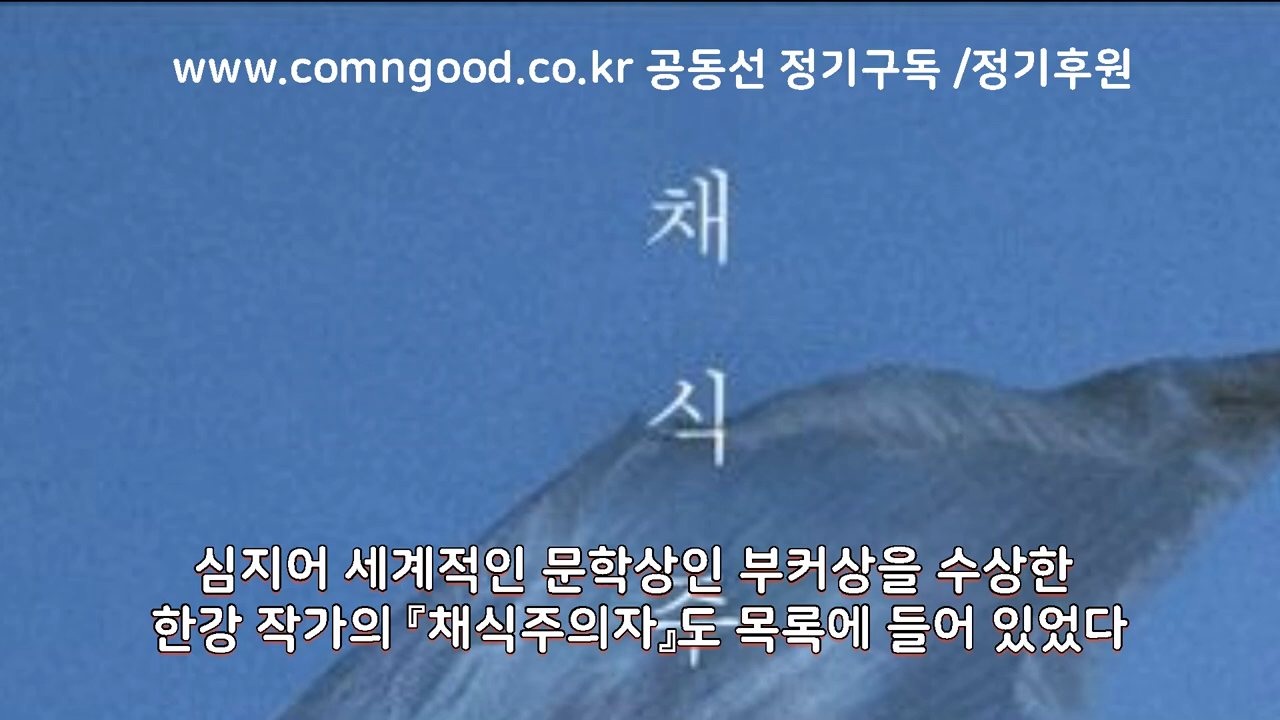 www.comngood.co.kr 공동선 정기구독 /정기후원
채
식
주
심지어 세계적인 문학상인 부커상을 수상한
한강 작가의 『채식주의자』도 목록에 들어 있었다